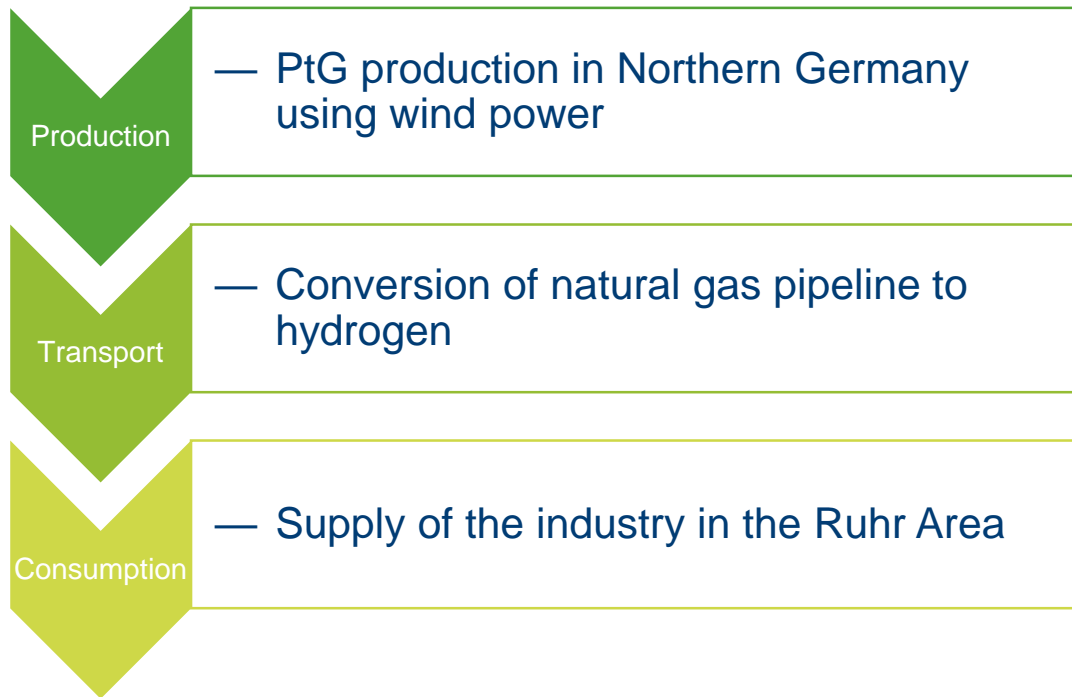 Production
— PtG production in Northern Germany
using wind power
Transport
— Conversion of natural gas pipeline to
hydrogen
Consumption
— Supply of the industry in the Ruhr Area